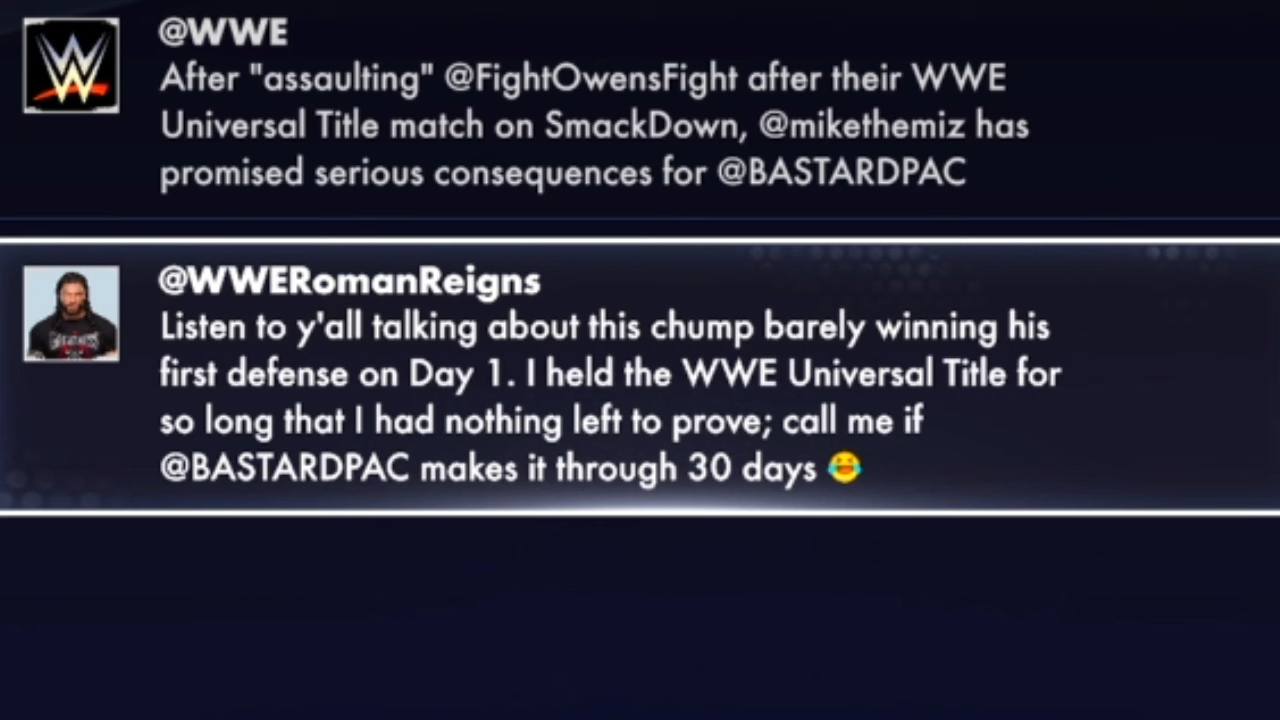 @WWE
After "assaulting" @FightOwensFight after their WWE
Universal Title match on SmackDown, @mikethemiz has
promised serious consequences for @BASTARDPAC
@WWERomanReigns
Listen to y'all talking about this chump barely winning his
first defense on Day 1. I held the WWE Universal Title for
so long that I had nothing left to prove; call me if
@BASTARDPAC makes it through 30 days 😂